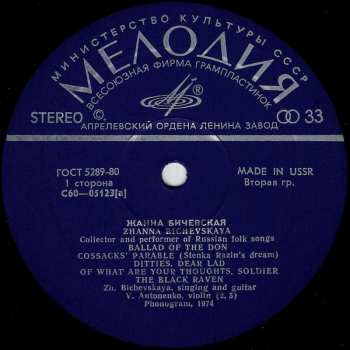 МИНИСТЕРСТВО КУЛЬТУРЫ СССР
МЕЛОДИЯ
ВСЕСОЮЗНАЯ ФИРМА ГРАМПЛАСТИНОК
STEREO
33
АПРЕЛЕВСКИЙ ОРДЕНА ЛЕНИНА ЗАВОД
ГОСТ 5289-80
1 сторона
С60—05123[a]
MADE IN USSR
Вторая гр.
ЖАННА БИЧЕВСКАЯ
ZHANNA BICHEVSKAYA
Collector and performer of Russian folk songs
BALLAD OF THE DON
COSSACKS' PARABLE (Stenka Razin's dream)
DITTIES, DEAR LAD
OF WHAT ARE YOUR THOUGHTS, SOLDIER
THE BLACK RAVEN
Zh. Bichevskaya, singing and guitar
V. Antonenko, violin (2, 5)
Phonogram, 1974